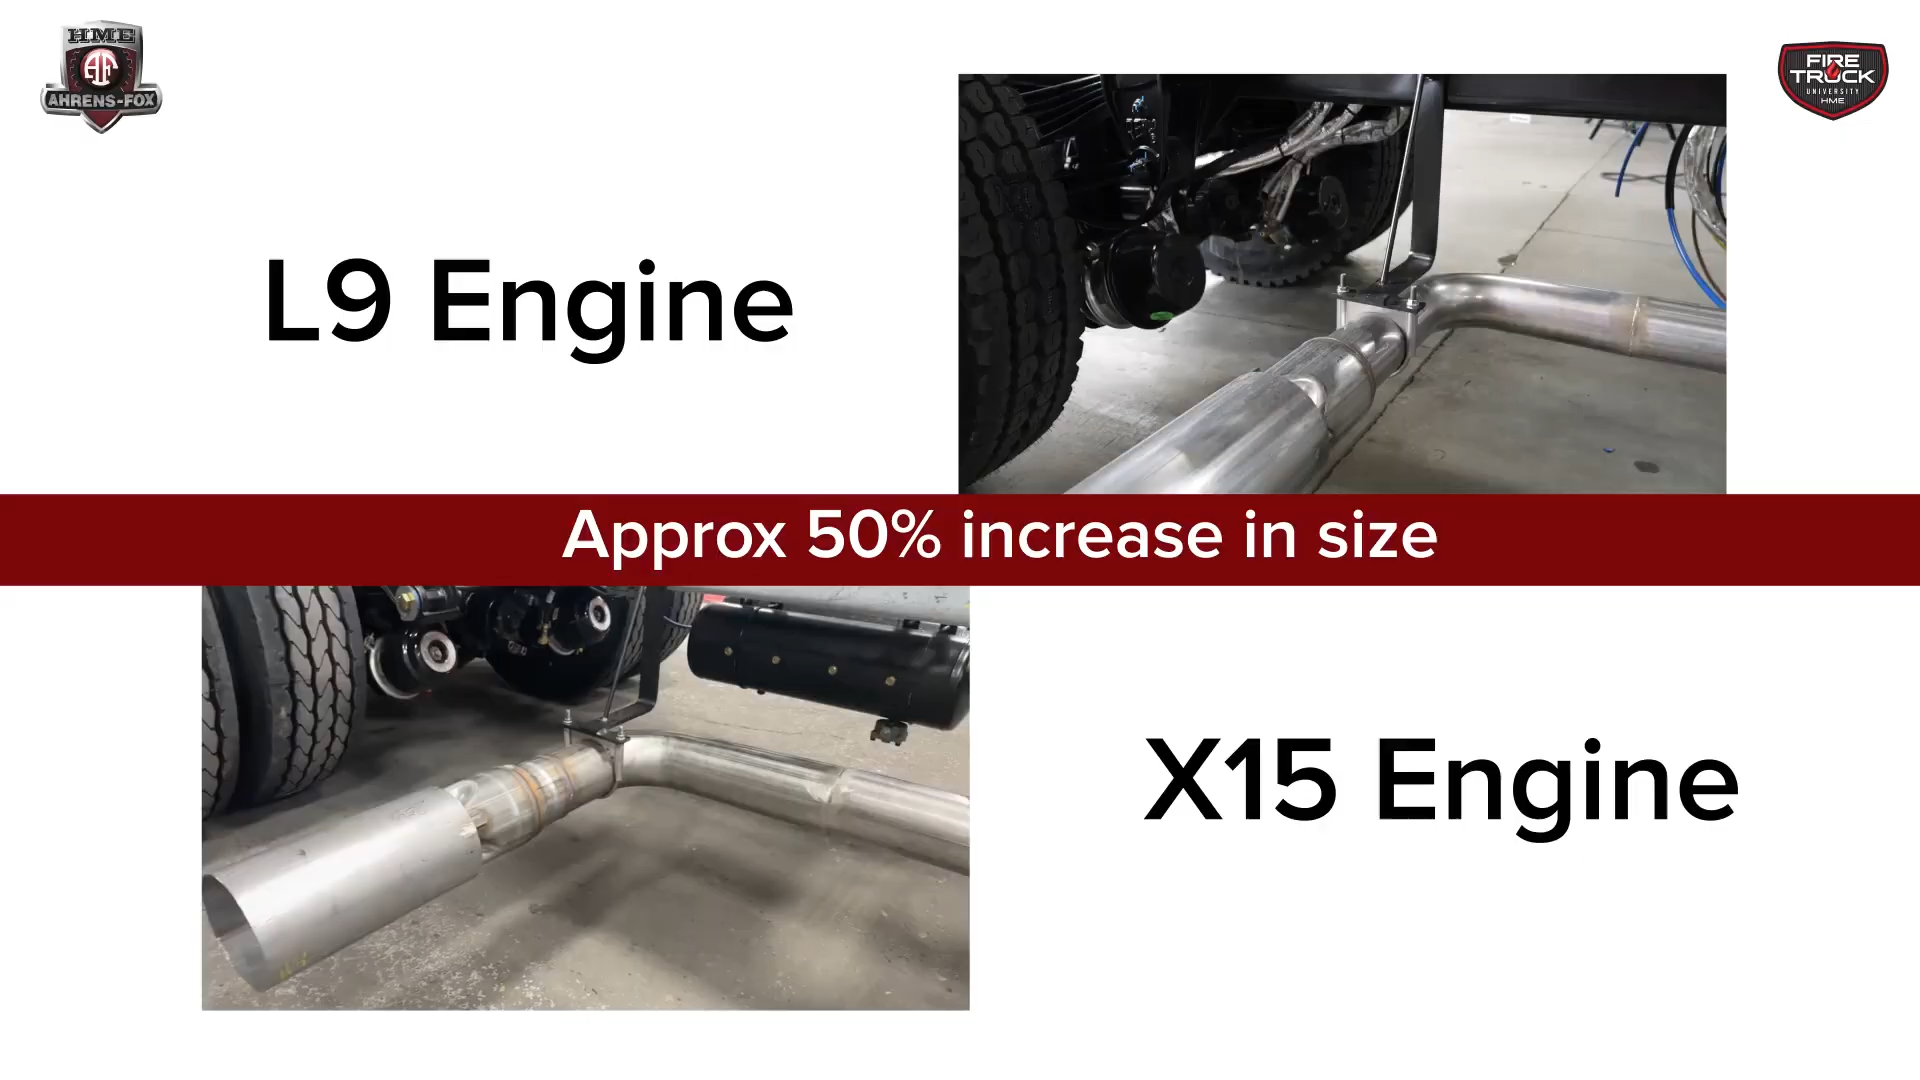 HME
AHRENS-FOX
FIRE
TRUCK
UNIVERSITY
HME
L9 Engine
Approx 50% increase in size
X15 Engine